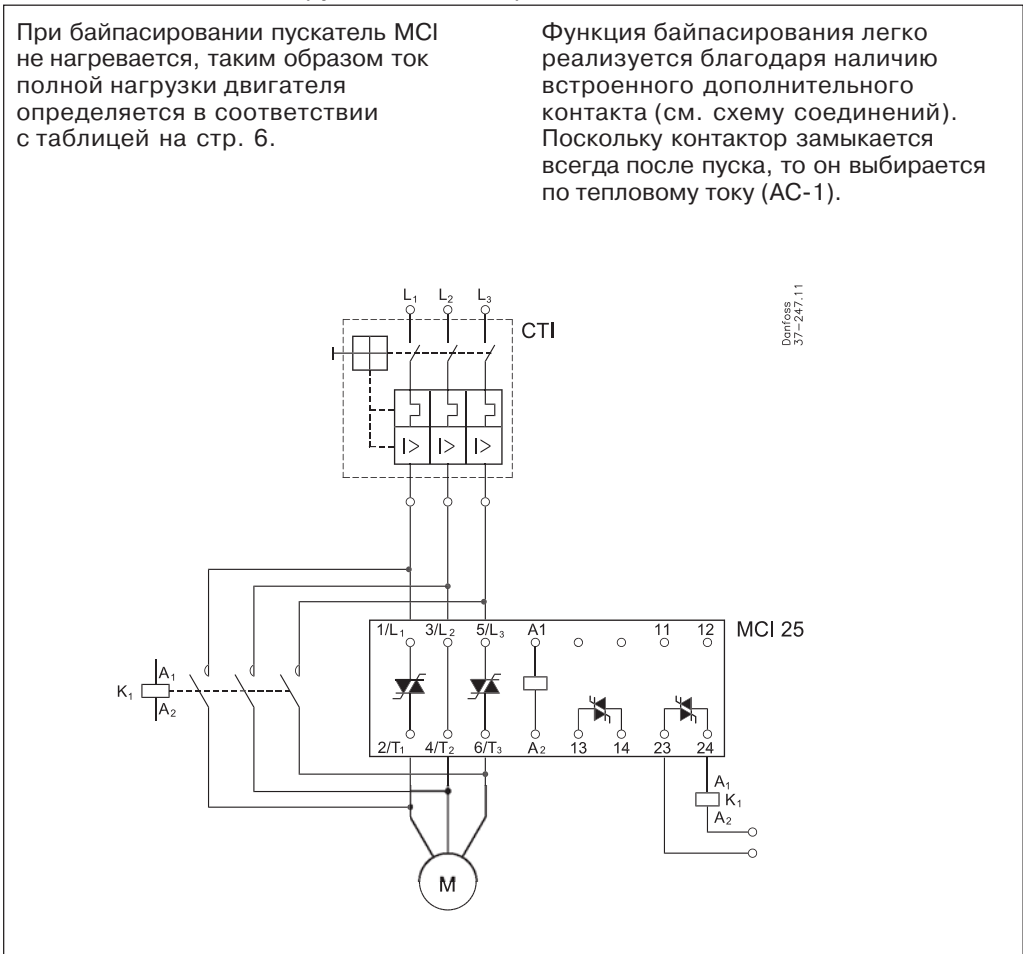 При байпасировании пускатель MCI
не нагревается, таким образом ток
полной нагрузки двигателя
определяется в соответствии
с таблицей на стр. 6.
Функция байпасирования легко
реализуется благодаря наличию
встроенного дополнительного
контакта (см. схему соединений).
Поскольку контактор замыкается
всегда после пуска, то он выбирается
по тепловому току (АС-1).
L1 L2 L3
CTI
Danfoss
37-247.11
I> I> I>
1/L1 3/L2 5/L3 A1 11 12
MCI 25
A1
K1
A2
2/T1 4/T2 6/T3 A2 13 14 23 24
A1
K1
A2
M